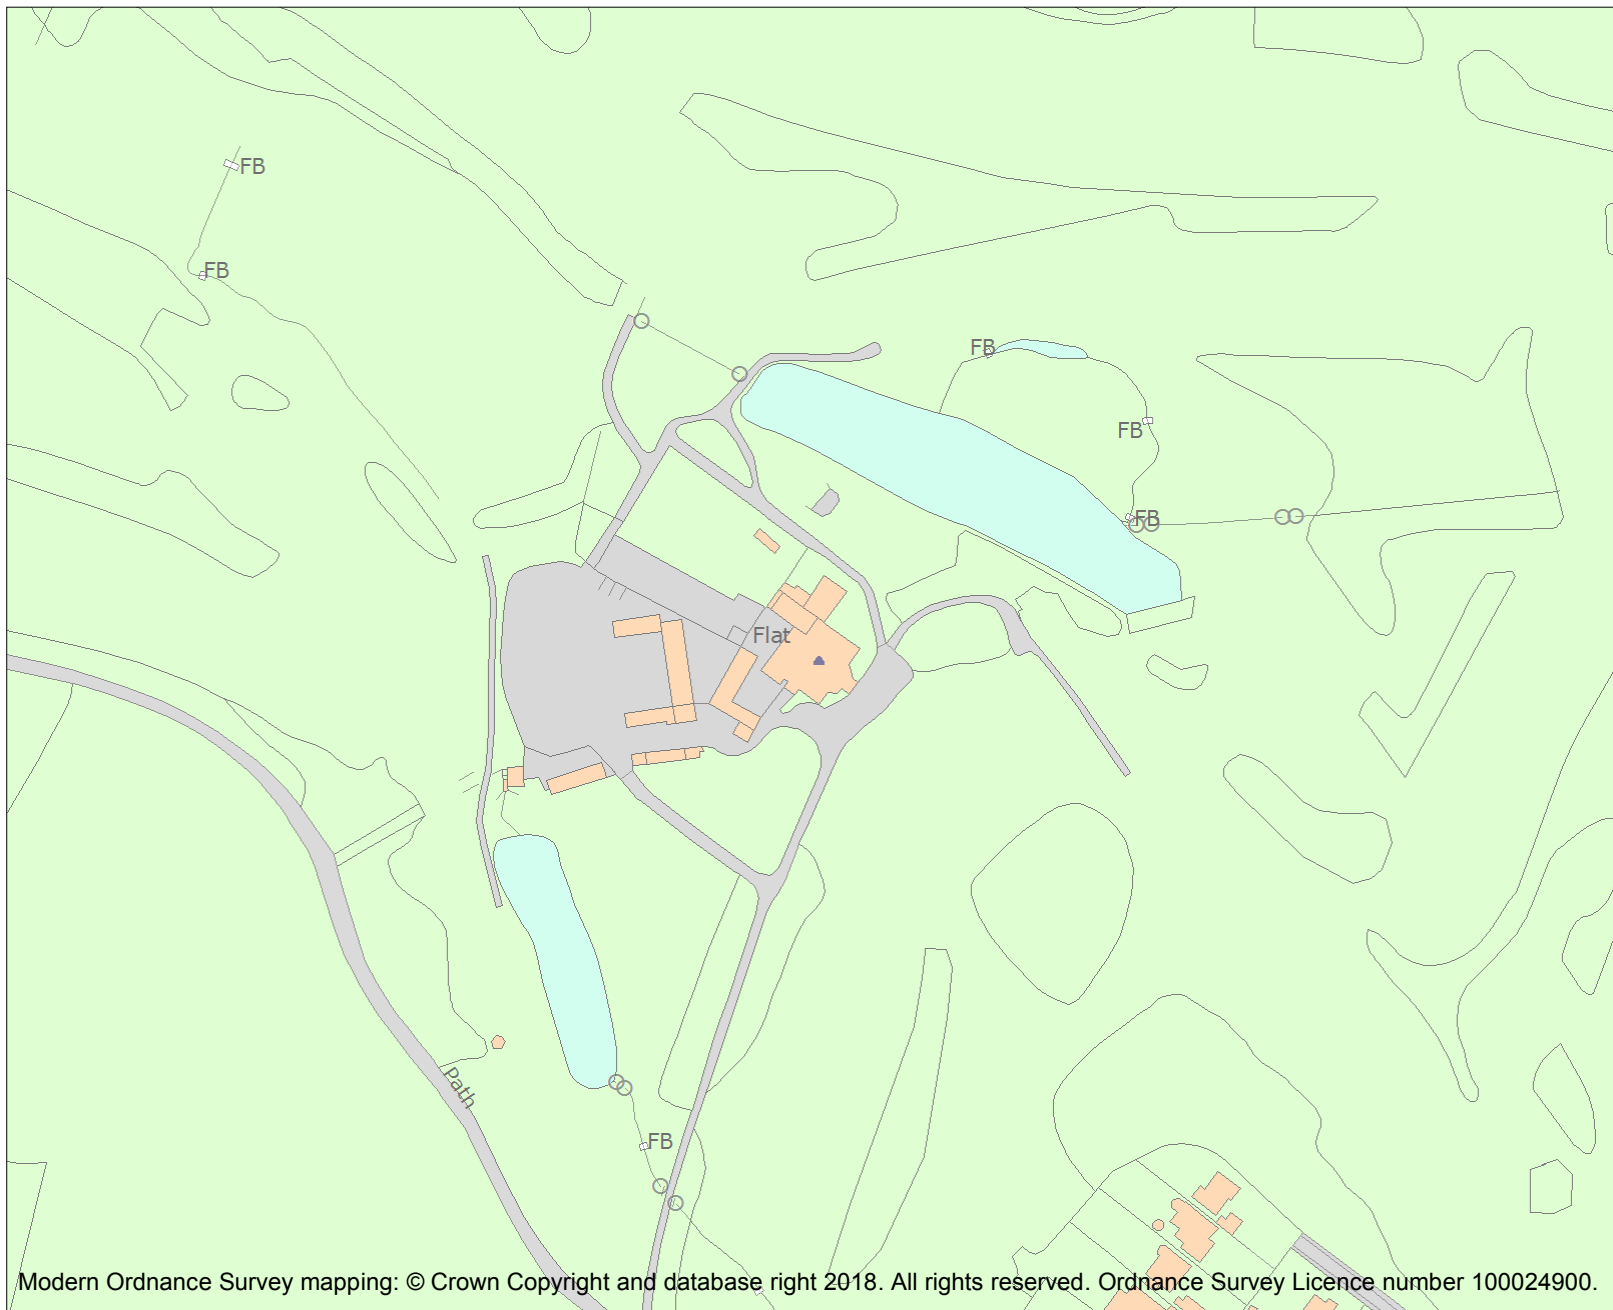 FB
FB
FB
FB
FB
Flat
Path
FB
Modern Ordnance Survey mapping: © Crown Copyright and database right 2018. All rights reserved. Ordnance Survey Licence number 100024900.